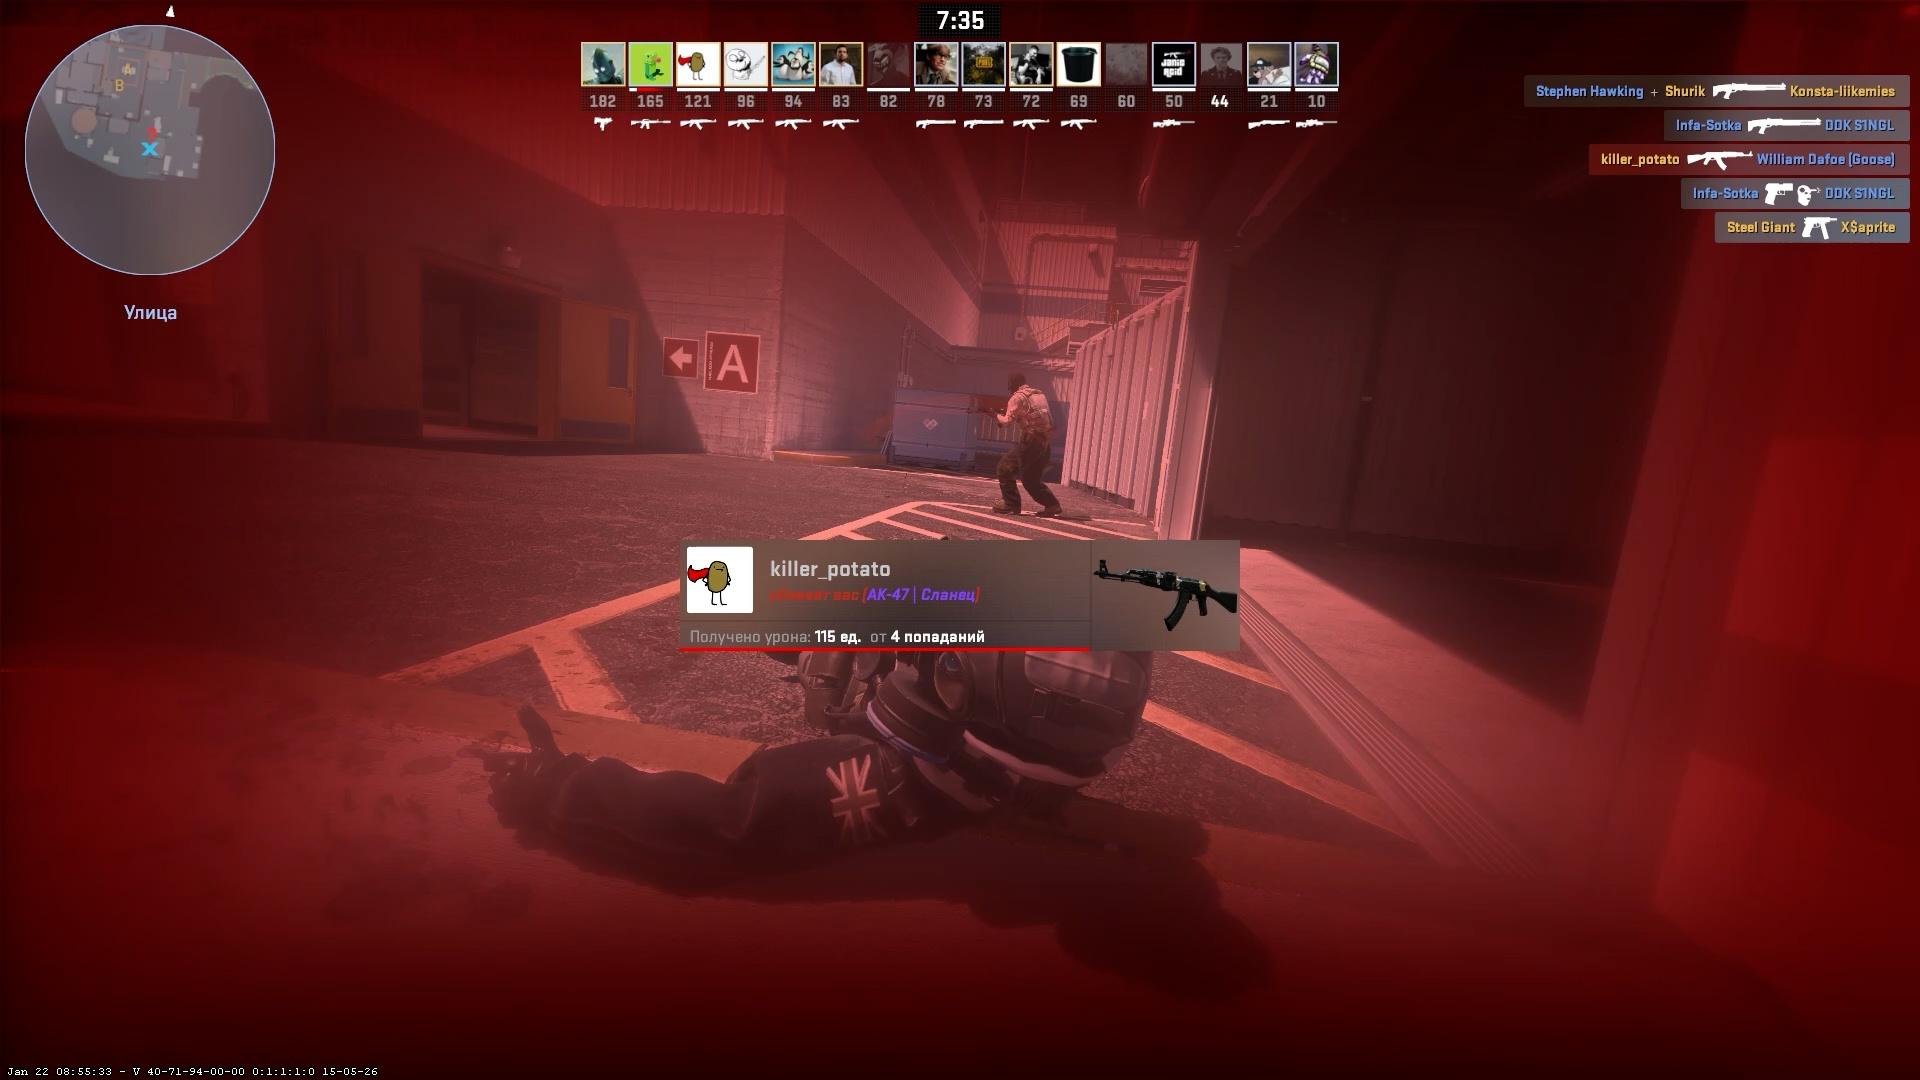 7:35
182 165 121 96 94 83 82 78 73 72 69 60 50 44 21 10
Stephen Hawking + Shurik Konsta-liikemies
Infa-Sotka DDK S1NGL
killer_potato William Dafoe (Goose)
Infa-Sotka DDK S1NGL
Steel Giant X$aprite
A
B
?
X
Улица
A
killer_potato
убивает вас (AK-47 | Сланец)
Получено урона: 115 ед. от 4 попаданий
Jan 22 08:55:33 - V 40-71-94-00-00 0:1:1:1:0 15-05-26